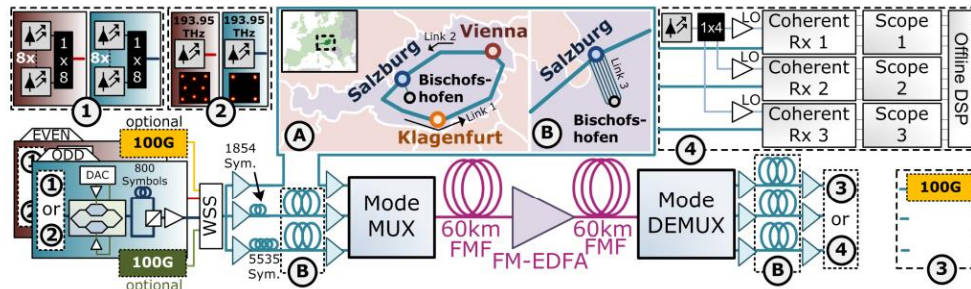 8x
1x8
8x
1x8
1
193.95
THz
193.95
THz
2
Salzburg
Link 2
Vienna
Bischofs-
hofen
Link 1
Klagenfurt
A
Salzburg
Link 3
Bischofs-
hofen
B
1x4
LO
LO
LO
Coherent
Rx 1
Scope
1
Coherent
Rx 2
Scope
2
Coherent
Rx 3
Scope
3
Offline DSP
4
EVEN
ODD
1
2
1
or
2
DAC
800
Symbols
optional
100G
100G
optional
WSS
1854
Sym.
5535
Sym.
B
Mode
MUX
60km
FMF
FM-EDFA
60km
FMF
Mode
DEMUX
B
3
or
4
100G
3